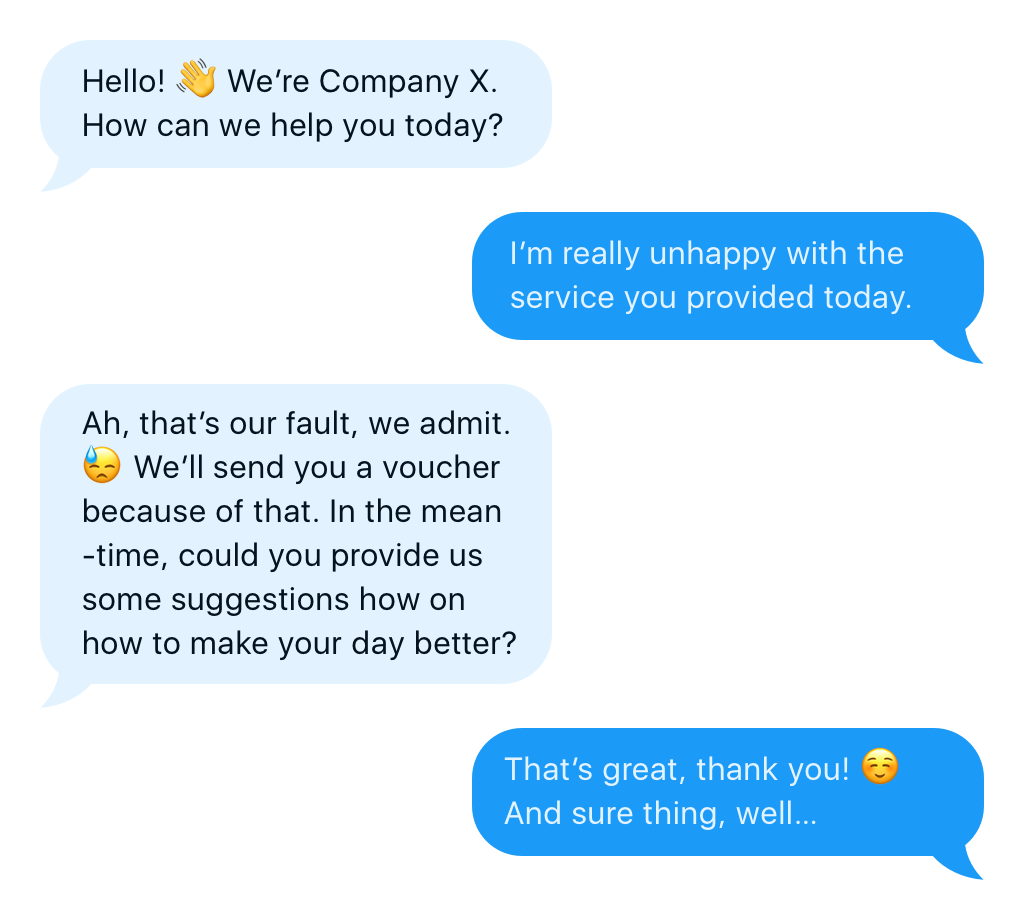 Hello! 👋 We’re Company X.
How can we help you today?
I’m really unhappy with the
service you provided today.
Ah, that’s our fault, we admit.
😓 We’ll send you a voucher
because of that. In the mean
-time, could you provide us
some suggestions how on
how to make your day better?
That’s great, thank you! ☺️
And sure thing, well...